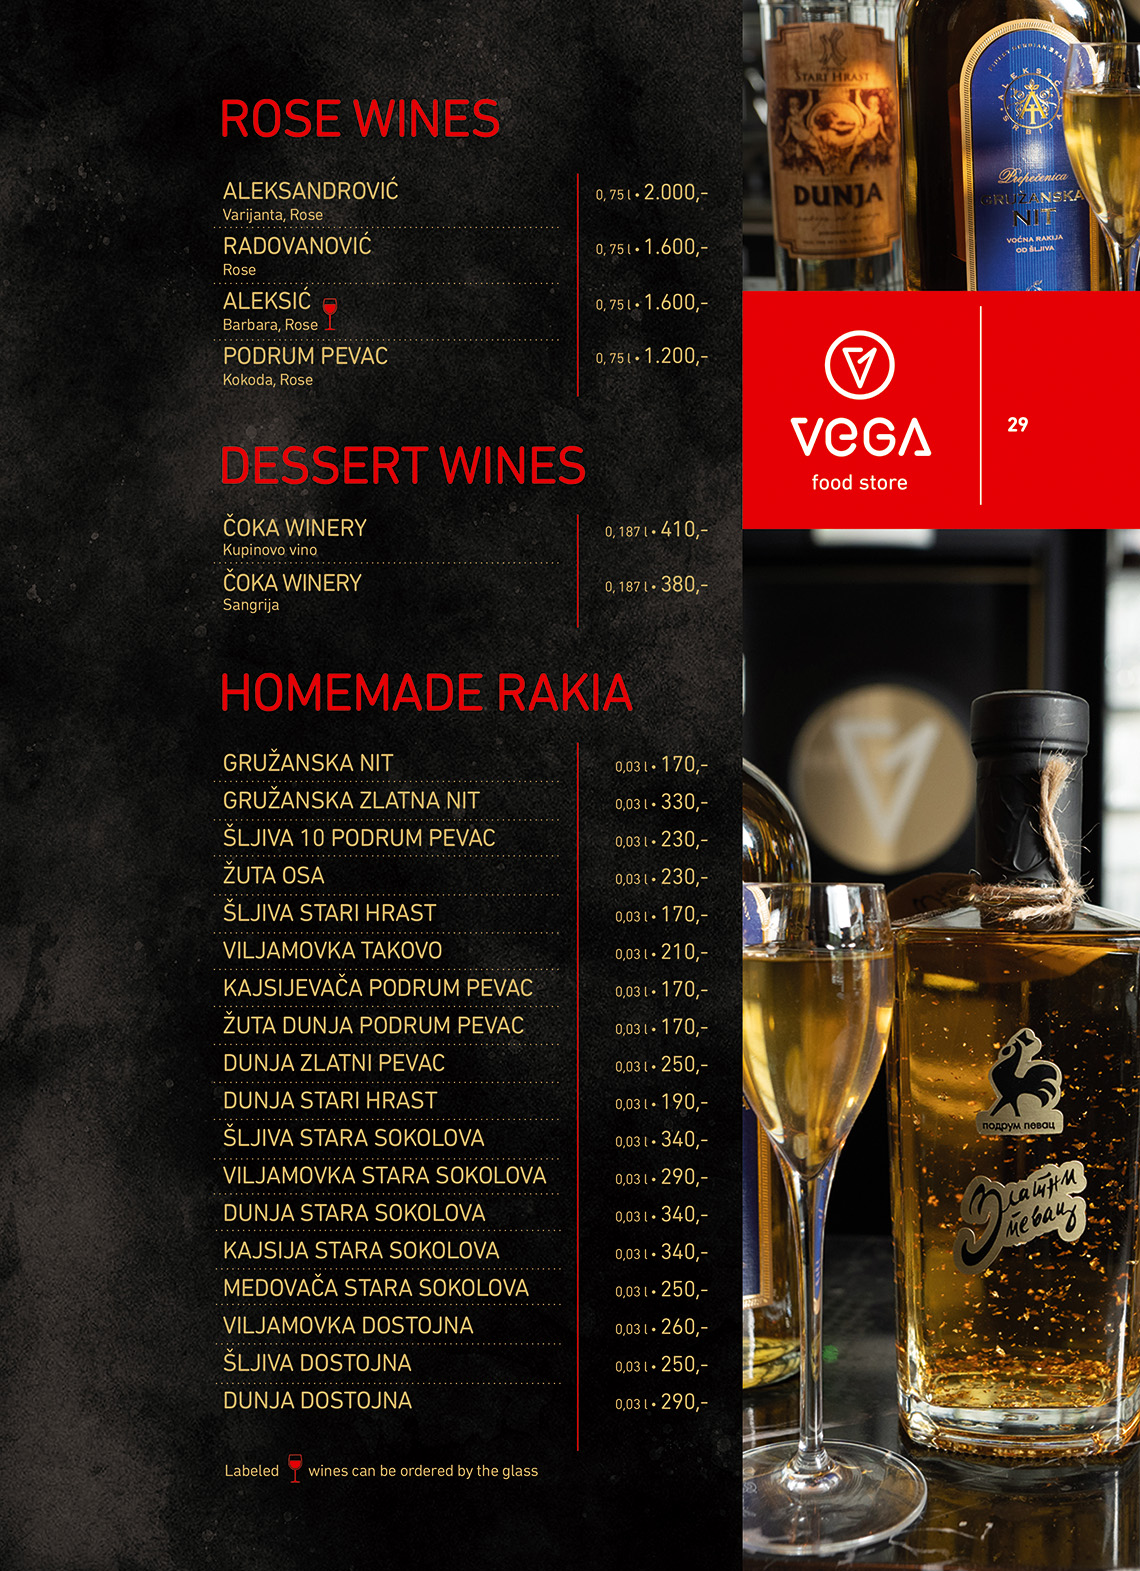 ROSE WINES
ALEKSANDROVIĆ 0, 75 l • 2.000,-
Varijanta, Rose
RADOVANOVIĆ 0, 75 l • 1.600,-
Rose
ALEKSIĆ 0, 75 l • 1.600,-
Barbara, Rose
PODRUM PEVAC 0, 75 l • 1.200,-
Kokoda, Rose
DESSERT WINES
ČOKA WINERY 0, 187 l • 410,-
Kupinovo vino
ČOKA WINERY 0, 187 l • 380,-
Sangrija
HOMEMADE RAKIA
GRUŽANSKA NIT 0,03 l • 170,-
GRUŽANSKA ZLATNA NIT 0,03 l • 330,-
ŠLJIVA 10 PODRUM PEVAC 0,03 l • 230,-
ŽUTA OSA 0,03 l • 230,-
ŠLJIVA STARI HRAST 0,03 l • 170,-
VILJAMOVKA TAKOVO 0,03 l • 210,-
KAJSIJEVAČA PODRUM PEVAC 0,03 l • 170,-
ŽUTA DUNJA PODRUM PEVAC 0,03 l • 170,-
DUNJA ZLATNI PEVAC 0,03 l • 250,-
DUNJA STARI HRAST 0,03 l • 190,-
ŠLJIVA STARA SOKOLOVA 0,03 l • 340,-
VILJAMOVKA STARA SOKOLOVA 0,03 l • 290,-
DUNJA STARA SOKOLOVA 0,03 l • 340,-
KAJSIJA STARA SOKOLOVA 0,03 l • 340,-
MEDOVAČA STARA SOKOLOVA 0,03 l • 250,-
VILJAMOVKA DOSTOJNA 0,03 l • 260,-
ŠLJIVA DOSTOJNA 0,03 l • 250,-
DUNJA DOSTOJNA 0,03 l • 290,-
Labeled wines can be ordered by the glass
STARI HRAST
DUNJA
ALEKSIĆ
SRBIJA
Prepečenica
GRUŽANSKA
NIT
VOĆNA RAKIJA
OD ŠLJIVA
VEGA
food store
29
подрум певац
Златни
певац